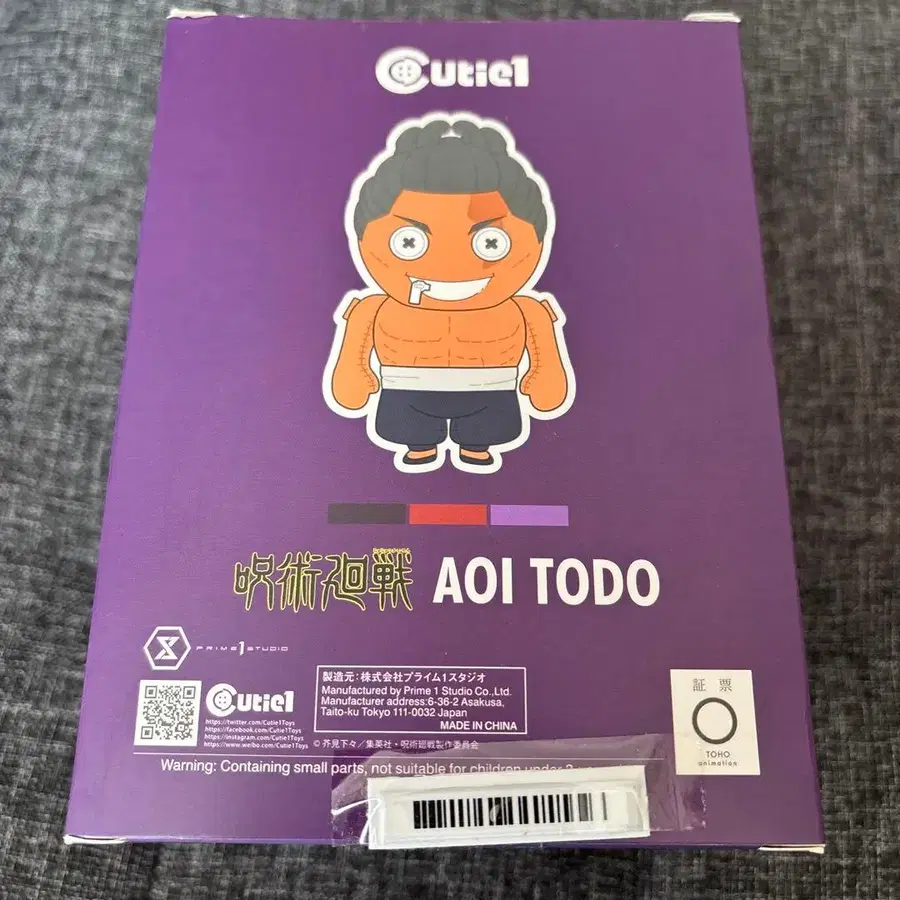 Cutie1
呪術廻戦 AOI TODO
PRIME 1 STUDIO
Cutie1
https://twitter.com/Cutie1Toys
https://facebook.com/Cutie1Toys
https://instagram.com/Cutie1Toys
https://www.weibo.com/Cutie1Toys
製造元:株式会社プライム1スタジオ
Manufactured by Prime 1 Studio Co.,Ltd.
Manufacturer address:6-36-2 Asakusa,
Taito-ku Tokyo 111-0032 Japan
MADE IN CHINA
© 芥見下々/集英社・呪術廻戦製作委員会
証票
TOHO
animation
Warning: Containing small parts, not suitable for children under 3